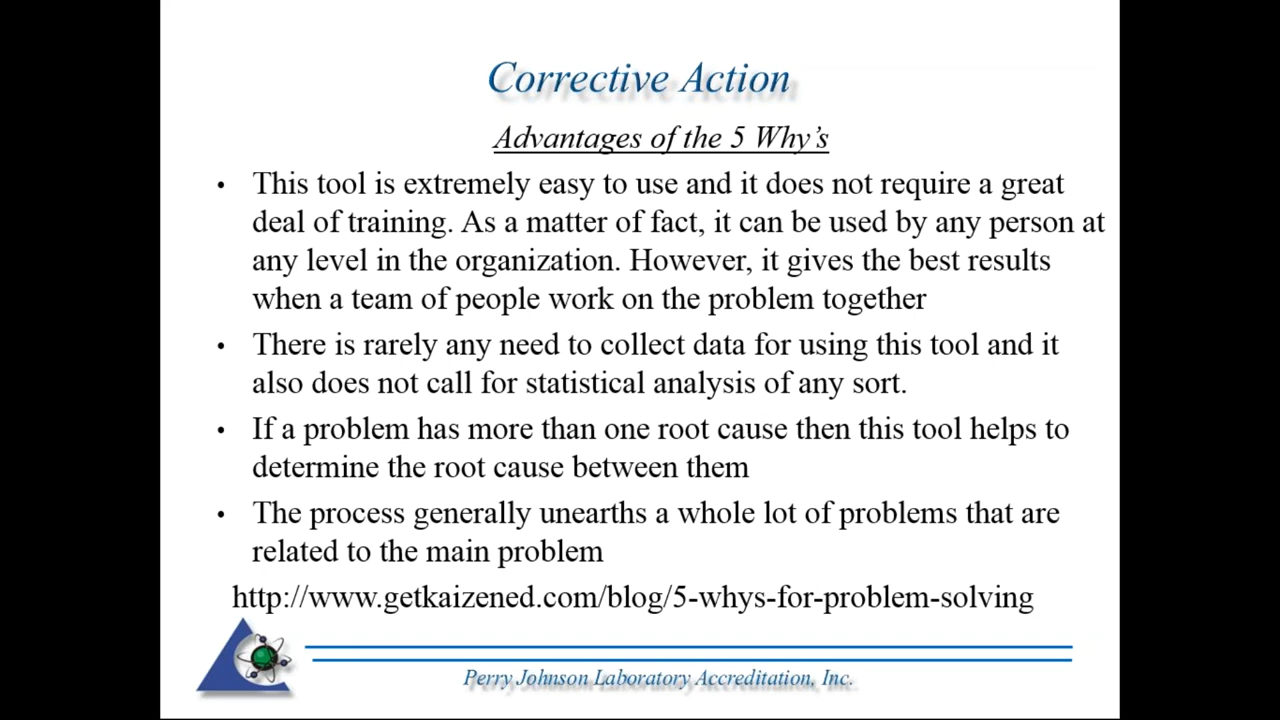 Corrective Action
Advantages of the 5 Why's
• This tool is extremely easy to use and it does not require a great
deal of training. As a matter of fact, it can be used by any person at
any level in the organization. However, it gives the best results
when a team of people work on the problem together
• There is rarely any need to collect data for using this tool and it
also does not call for statistical analysis of any sort.
• If a problem has more than one root cause then this tool helps to
determine the root cause between them
• The process generally unearths a whole lot of problems that are
related to the main problem
http://www.getkaizened.com/blog/5-whys-for-problem-solving
Perry Johnson Laboratory Accreditation, Inc.